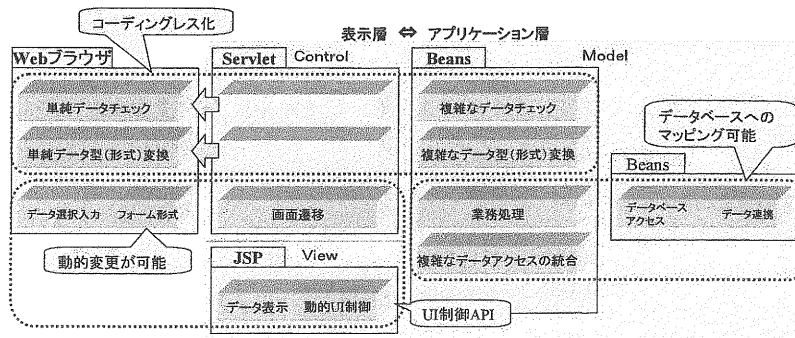 コーディングレス化
表示層 ⇔ アプリケーション層
Webブラウザ
Servlet Control
Beans Model
単純データチェック
複雑なデータチェック
データベースへの
マッピング可能
単純データ型(形式)変換
複雑なデータ型(形式)変換
Beans
データ選択入力 フォーム形式
画面遷移
業務処理
データベース
アクセス
データ連携
動的変更が可能
JSP View
複雑なデータアクセスの統合
データ表示 動的UI制御
UI制御API